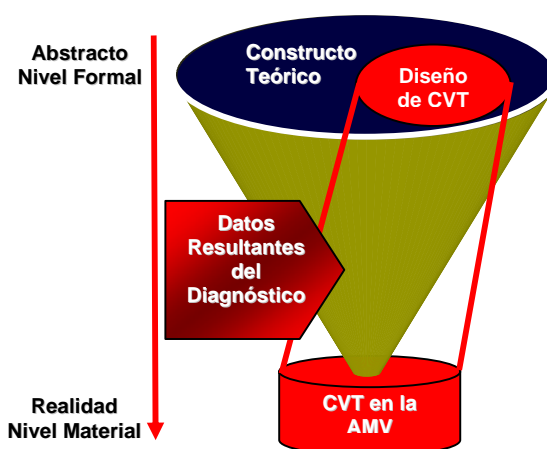 Abstracto
Nivel Formal
Constructo
Teórico
Diseño
de CVT
Datos
Resultantes
del
Diagnóstico
Realidad
Nivel Material
CVT en la
AMV